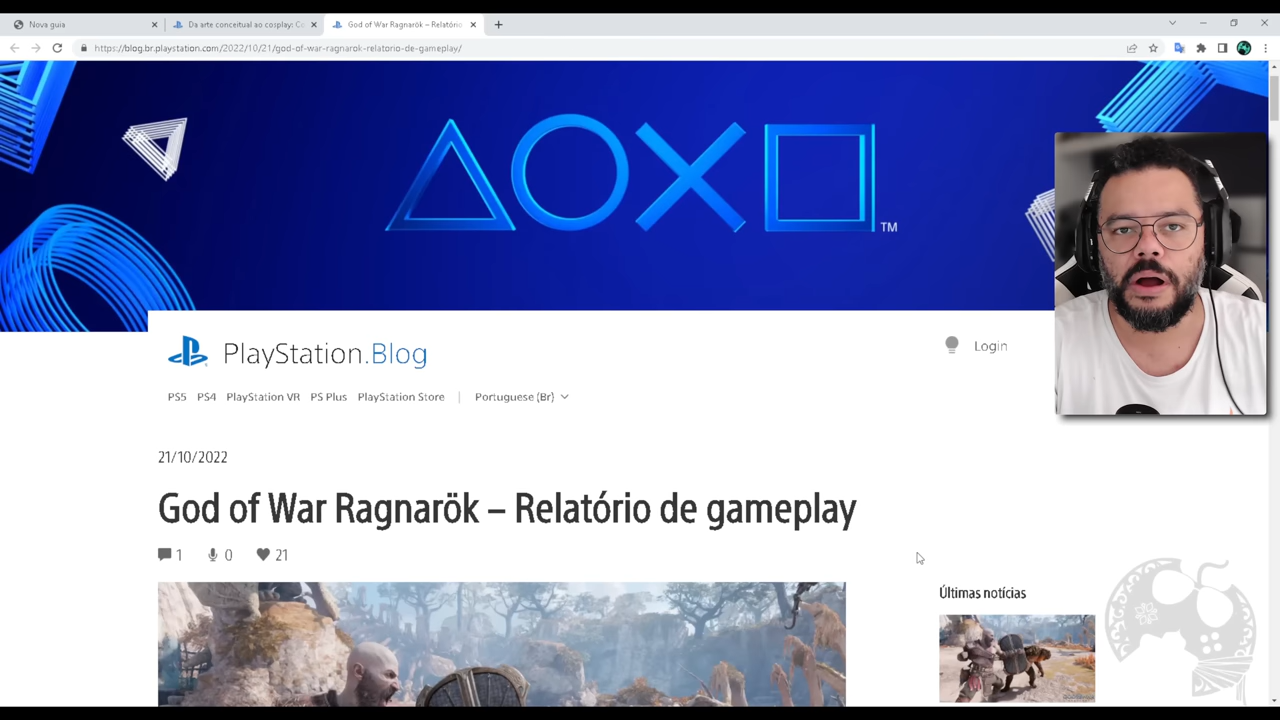 Nova guia
Da arte conceitual ao cosplay: Co
God of War Ragnarök – Relatório
https://blog.br.playstation.com/2022/10/21/god-of-war-ragnarok-relatorio-de-gameplay/
TM
PlayStation.Blog
Login
PS5 PS4 PlayStation VR PS Plus PlayStation Store | Portuguese (Br)
21/10/2022
God of War Ragnarök – Relatório de gameplay
1 0 21
Últimas notícias